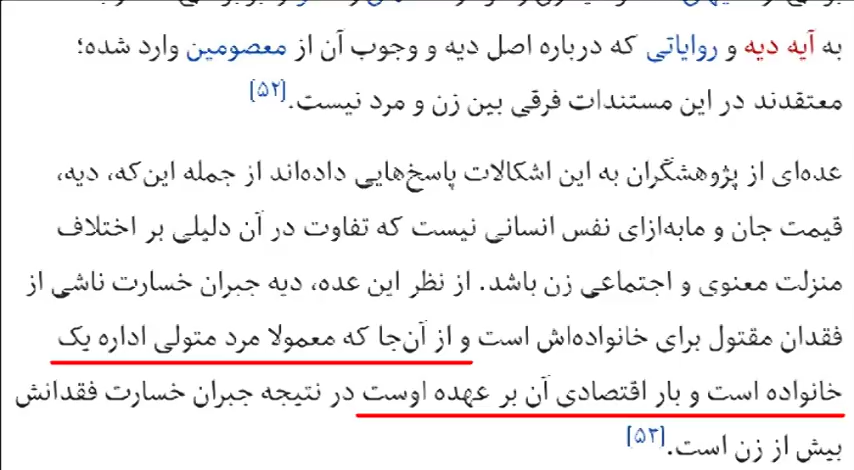 به آیه دیه و روایاتی که درباره اصل دیه و وجوب آن از معصومین وارد شده؛
معتقدند در این مستندات فرقی بین زن و مرد نیست.[۵۲]
عده‌ای از پژوهشگران به این اشکالات پاسخ‌هایی داده‌اند از جمله این‌که، دیه،
قیمت جان و مابه‌ازای نفس انسانی نیست که تفاوت در آن دلیلی بر اختلاف
منزلت معنوی و اجتماعی زن باشد. از نظر این عده، دیه جبران خسارت ناشی از
فقدان مقتول برای خانواده‌اش است و از آن‌جا که معمولا مرد متولی اداره یک
خانواده است و بار اقتصادی آن بر عهده اوست در نتیجه جبران خسارت فقدانش
بیش از زن است.[۵۳]